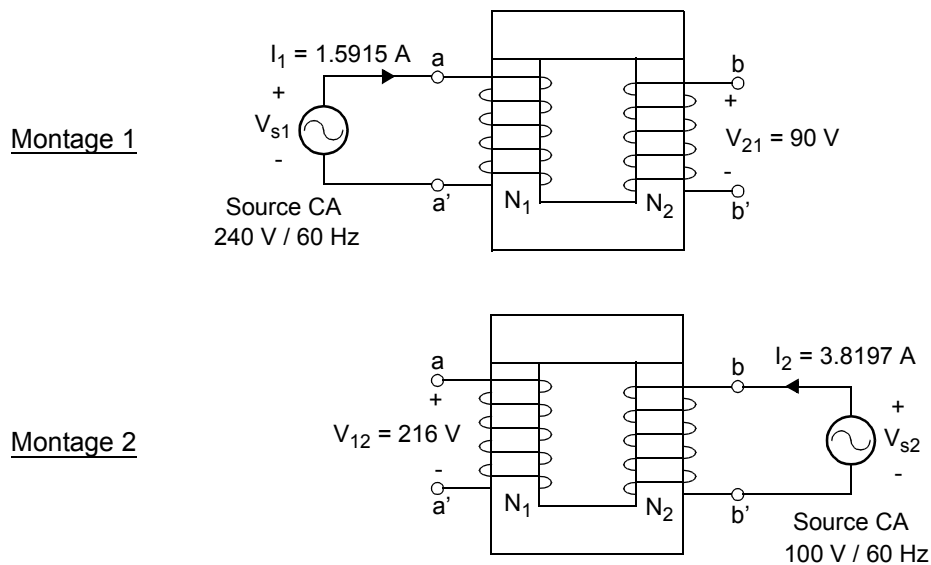 I1 = 1.5915 A
a
b
+
+
Montage 1
Vs1
V21 = 90 V
-
-
a’
N1
N2
b’
Source CA
240 V / 60 Hz
a
b
I2 = 3.8197 A
+
+
Montage 2
V12 = 216 V
Vs2
-
-
a’
N1
N2
b’
Source CA
100 V / 60 Hz